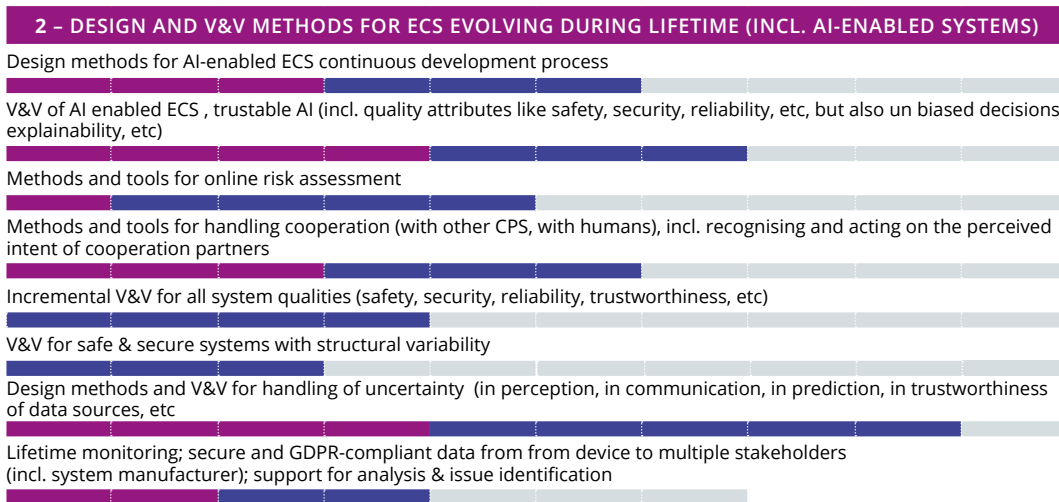 2 – DESIGN AND V&V METHODS FOR ECS EVOLVING DURING LIFETIME (INCL. AI-ENABLED SYSTEMS)
Design methods for AI-enabled ECS continuous development process
V&V of AI enabled ECS , trustable AI (incl. quality attributes like safety, security, reliability, etc, but also un biased decisions
explainability, etc)
Methods and tools for online risk assessment
Methods and tools for handling cooperation (with other CPS, with humans), incl. recognising and acting on the perceived
intent of cooperation partners
Incremental V&V for all system qualities (safety, security, reliability, trustworthiness, etc)
V&V for safe & secure systems with structural variability
Design methods and V&V for handling of uncertainty (in perception, in communication, in prediction, in trustworthiness
of data sources, etc
Lifetime monitoring; secure and GDPR-compliant data from from device to multiple stakeholders
(incl. system manufacturer); support for analysis & issue identification